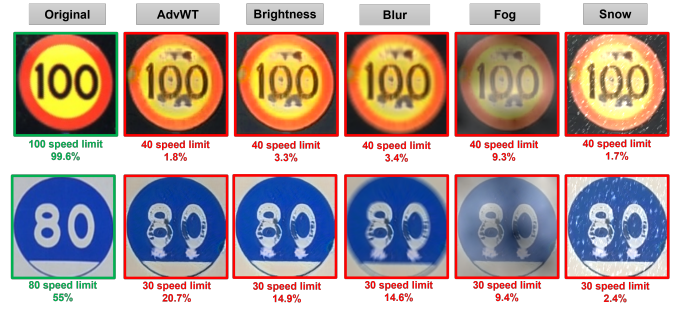 Original AdvWT Brightness Blur Fog Snow
100 100 100 100 100 100
100 speed limit 40 speed limit 40 speed limit 40 speed limit 40 speed limit 40 speed limit
99.6% 1.8% 3.3% 3.4% 9.3% 1.7%
80 80 80 80 80 80
80 speed limit 30 speed limit 30 speed limit 30 speed limit 30 speed limit 30 speed limit
55% 20.7% 14.9% 14.6% 9.4% 2.4%